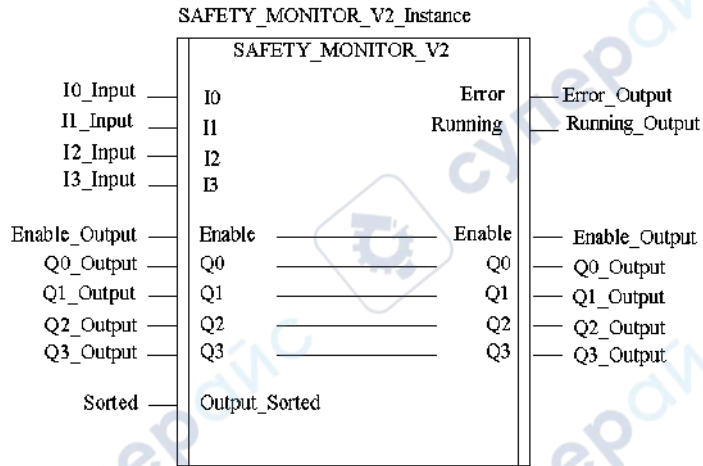 SAFETY_MONITOR_V2_Instance
SAFETY_MONITOR_V2
I0_Input I0 Error Error_Output
I1_Input I1 Running Running_Output
I2_Input I2
I3_Input I3
Enable_Output Enable Enable Enable_Output
Q0_Output Q0 Q0 Q0_Output
Q1_Output Q1 Q1 Q1_Output
Q2_Output Q2 Q2 Q2_Output
Q3_Output Q3 Q3 Q3_Output
Sorted Output_Sorted
суперайс